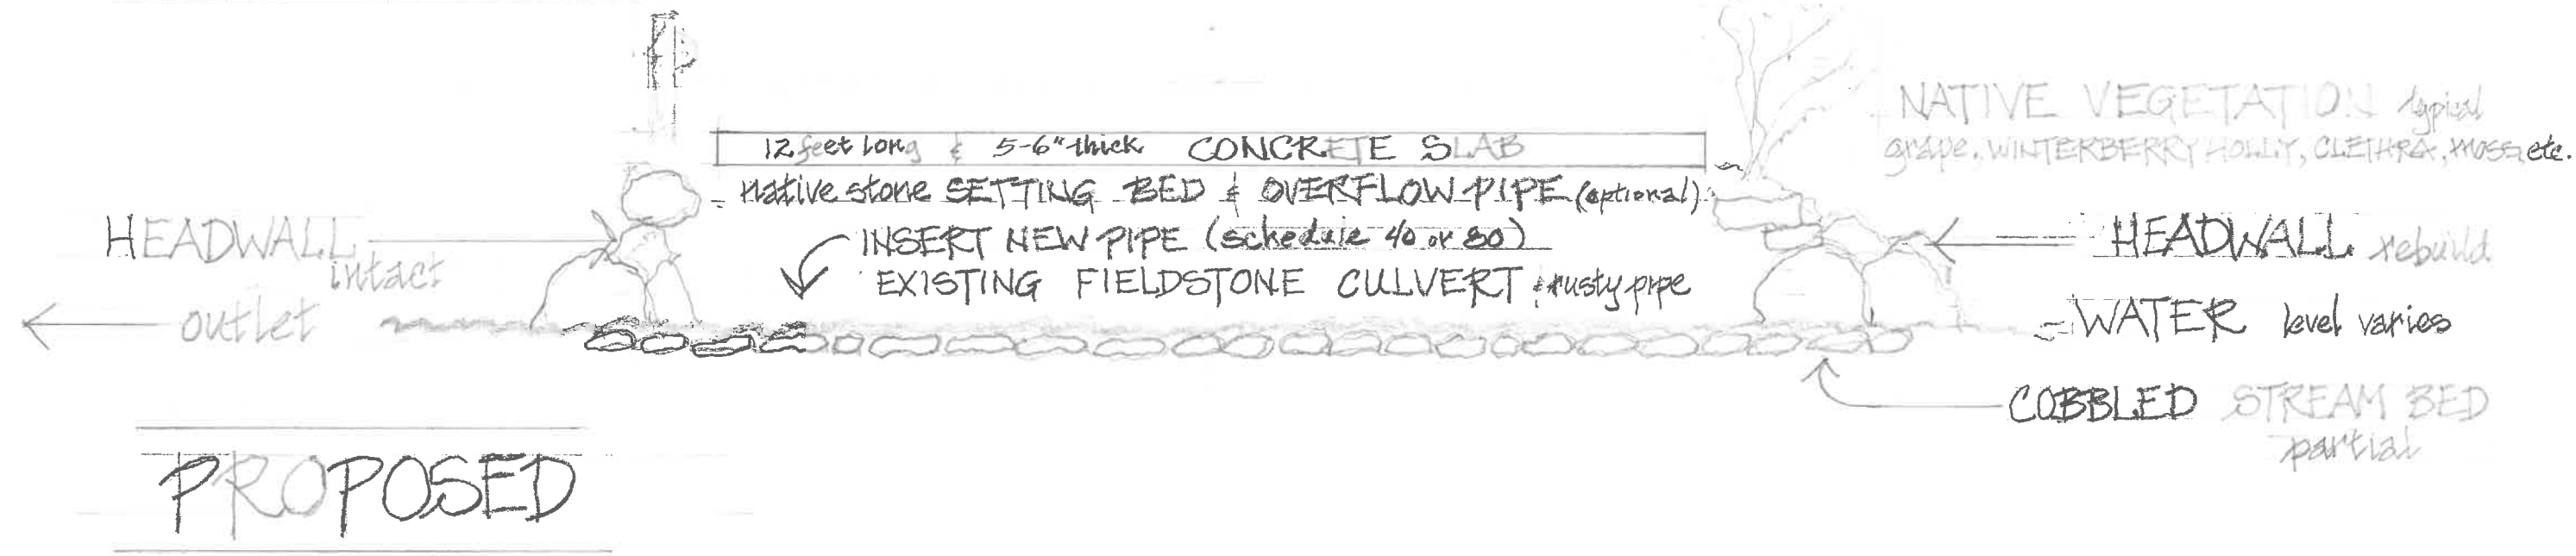 NATIVE VEGETATION typical
grape, WINTERBERRY HOLLY, CLETHRA, moss, etc.
12 feet long & 5-6" thick CONCRETE SLAB
native stone SETTING BED & OVERFLOW PIPE (optional)
HEADWALL
intact
INSERT NEW PIPE (schedule 40 or 80)
HEADWALL rebuild
EXISTING FIELDSTONE CULVERT & rusty pipe
outlet
WATER level varies
COBBLED STREAM BED
partial
PROPOSED